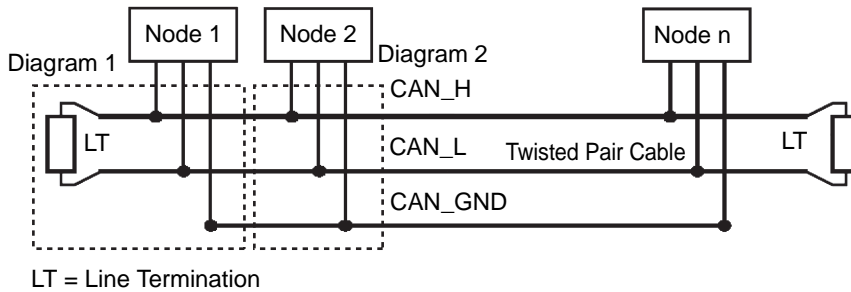 Node 1
Node 2
Node n
Diagram 1
Diagram 2
CAN_H
LT
CAN_L
Twisted Pair Cable
LT
CAN_GND
LT = Line Termination